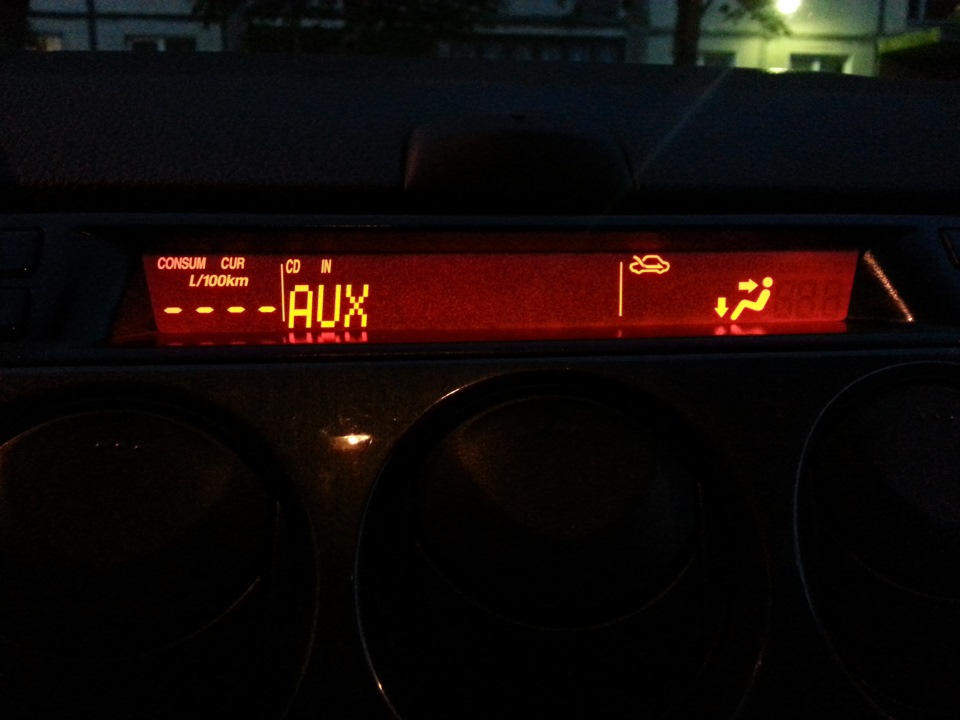 CONSUM CUR
L/100km
- - - -
CD IN
AUX